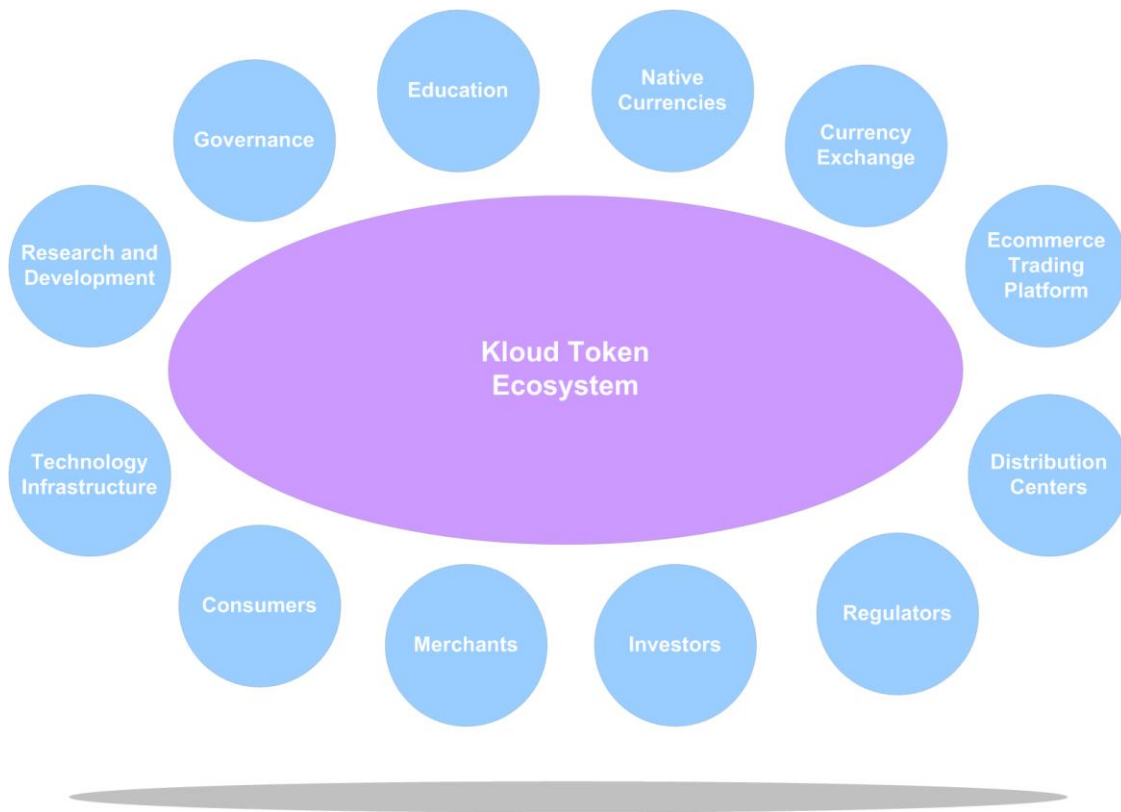 Education
Native
Currencies
Governance
Currency
Exchange
Research and
Development
Ecommerce
Trading
Platform
Kloud Token
Ecosystem
Technology
Infrastructure
Distribution
Centers
Consumers
Merchants
Investors
Regulators